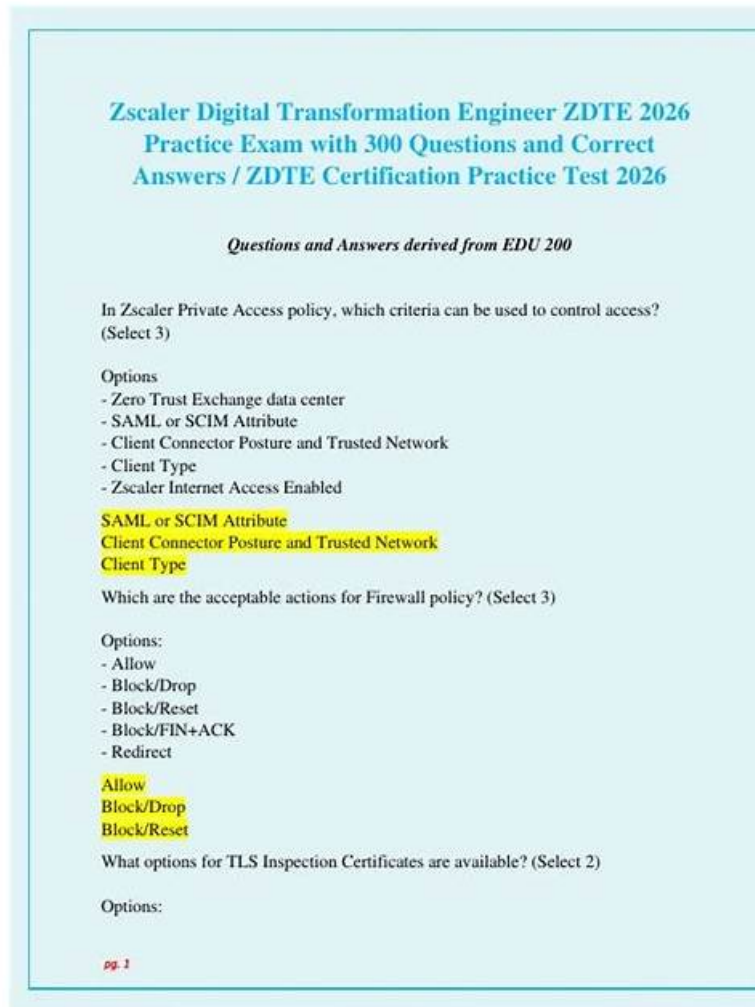 Zscaler Digital Transformation Engineer ZDTE 2026
Practice Exam with 300 Questions and Correct
Answers / ZDTE Certification Practice Test 2026
Questions and Answers derived from EDU 200
In Zscaler Private Access policy, which criteria can be used to control access?
(Select 3)
Options
- Zero Trust Exchange data center
- SAML or SCIM Attribute
- Client Connector Posture and Trusted Network
- Client Type
- Zscaler Internet Access Enabled
SAML or SCIM Attribute
Client Connector Posture and Trusted Network
Client Type
Which are the acceptable actions for Firewall policy? (Select 3)
Options:
- Allow
- Block/Drop
- Block/Reset
- Block/FIN+ACK
- Redirect
Allow
Block/Drop
Block/Reset
What options for TLS Inspection Certificates are available? (Select 2)
Options:
pg. 1